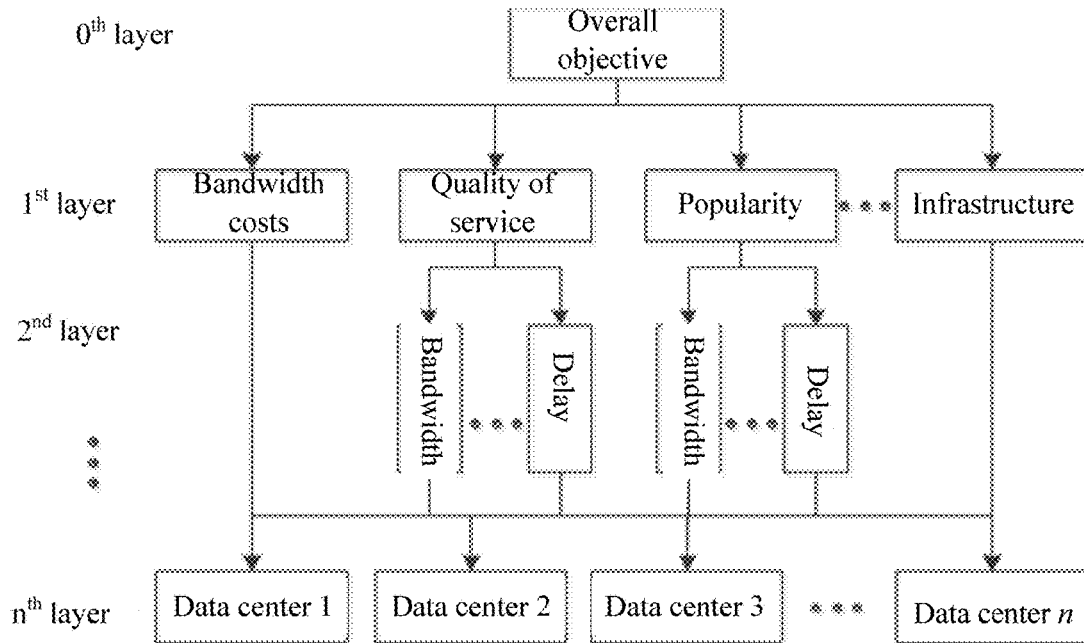 0th layer
Overall
objective
1st layer
Bandwidth
costs
Quality of
service
Popularity
Infrastructure
2nd layer
Bandwidth
Delay
Bandwidth
Delay
nth layer
Data center 1
Data center 2
Data center 3
Data center n